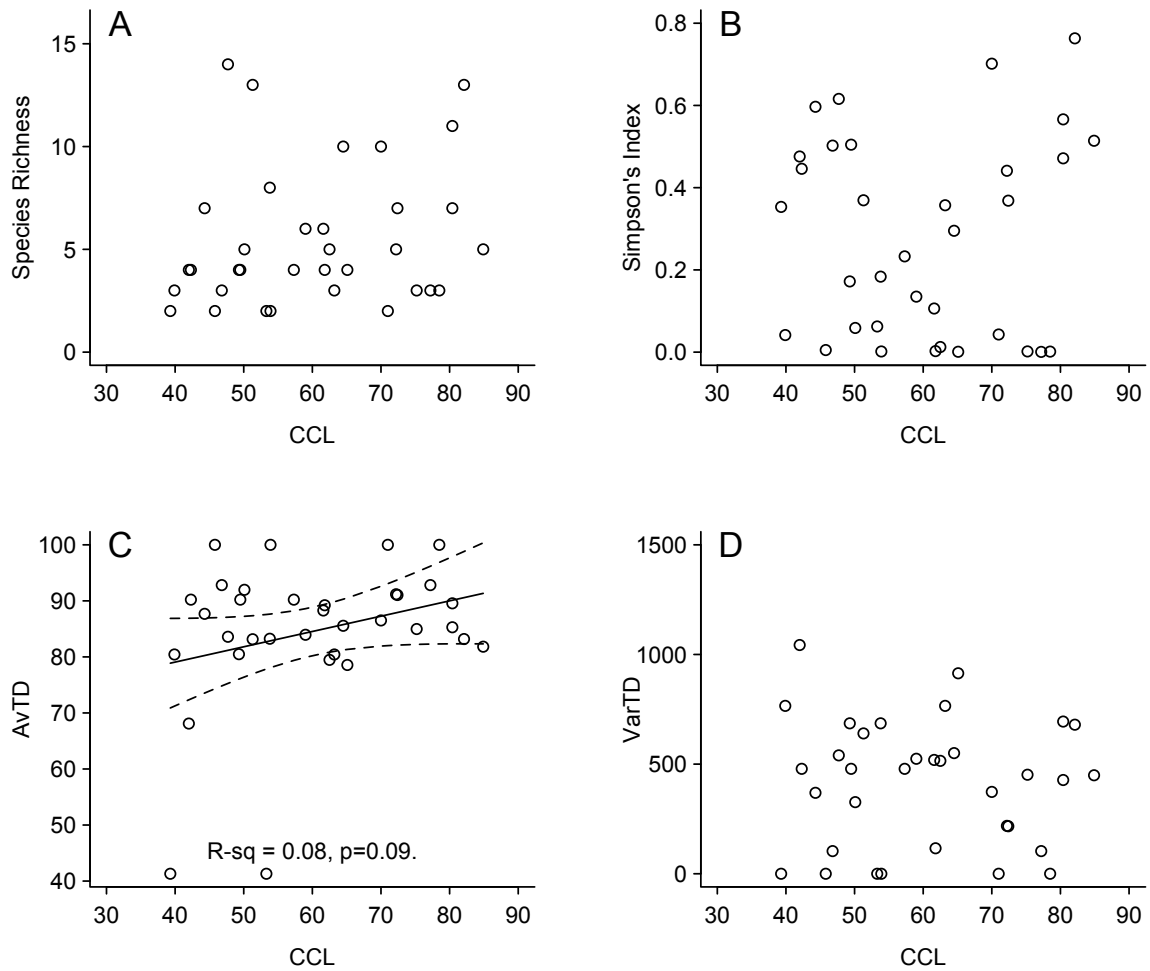 A
Species Richness
15
10
5
0
30 40 50 60 70 80 90
CCL
B
Simpson's Index
0.8
0.6
0.4
0.2
0.0
30 40 50 60 70 80 90
CCL
C
AvTD
100
90
80
70
60
50
40
R-sq = 0.08, p=0.09.
30 40 50 60 70 80 90
CCL
D
VarTD
1500
1000
500
0
30 40 50 60 70 80 90
CCL